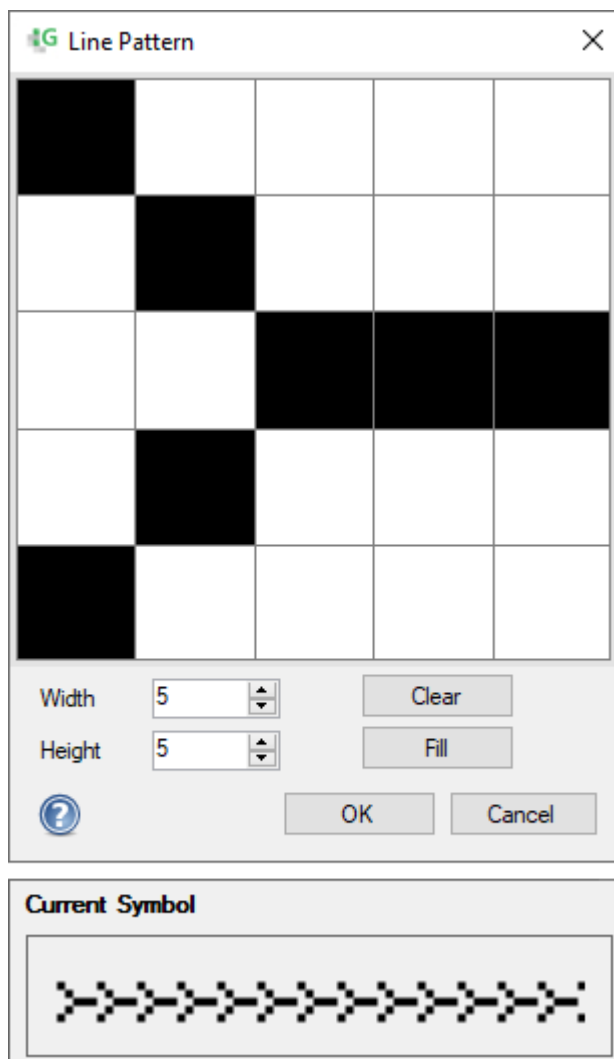 Line Pattern
Width 5 Clear
Height 5 Fill
OK Cancel
Current Symbol